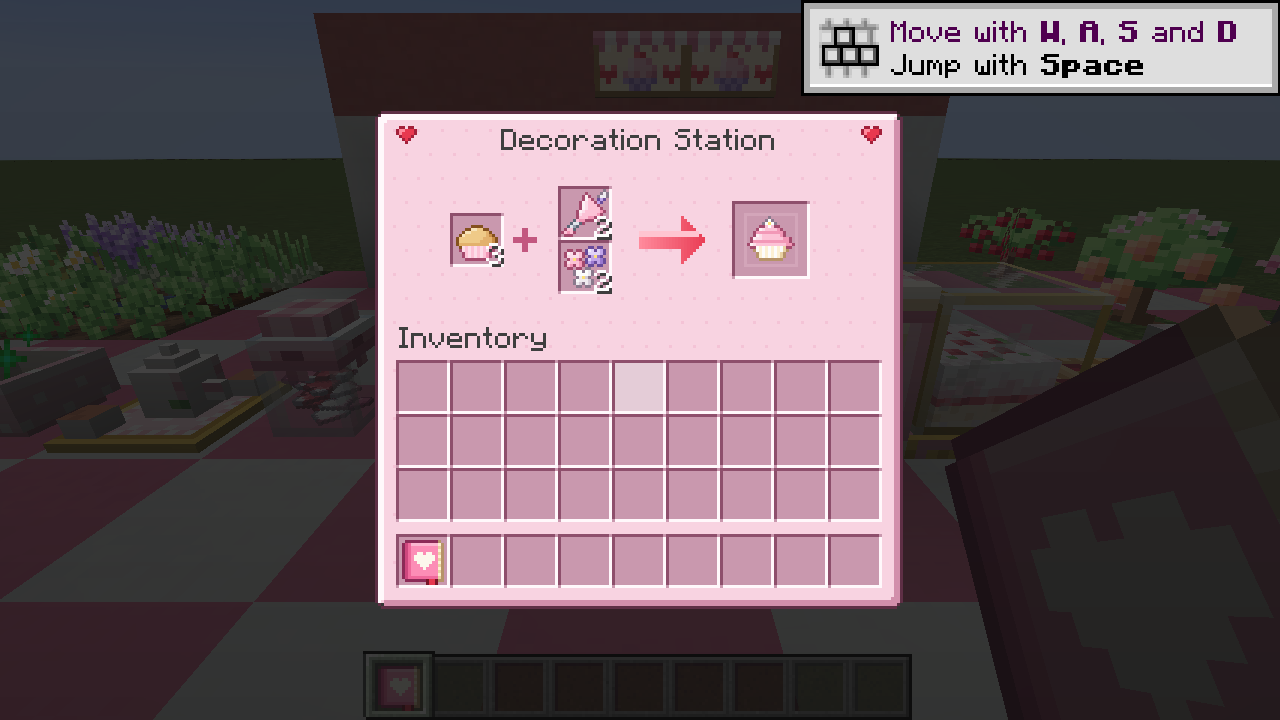 Move with W, A, S and D
Jump with Space
Decoration Station
3
2
2
Inventory